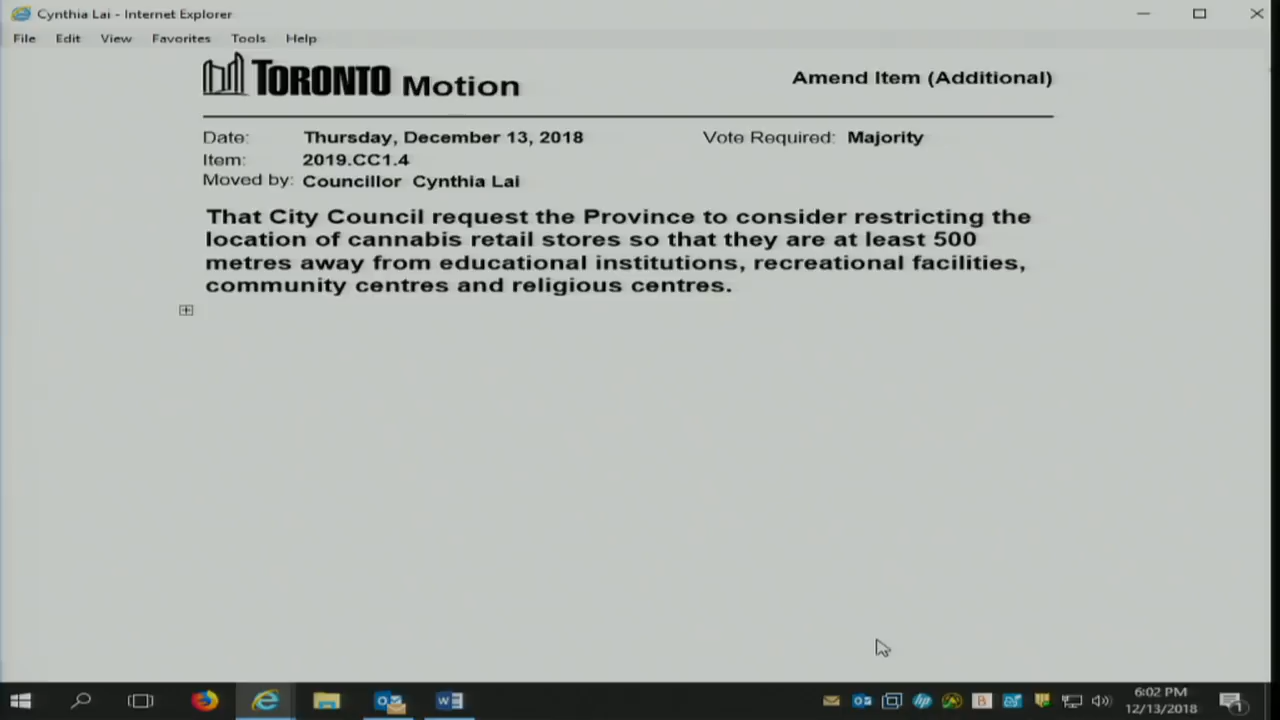 Cynthia Lai - Internet Explorer
File Edit View Favorites Tools Help
TORONTO Motion
Amend Item (Additional)
Date: Thursday, December 13, 2018 Vote Required: Majority
Item: 2019.CC1.4
Moved by: Councillor Cynthia Lai
That City Council request the Province to consider restricting the
location of cannabis retail stores so that they are at least 500
metres away from educational institutions, recreational facilities,
community centres and religious centres.
6:02 PM
12/13/2018